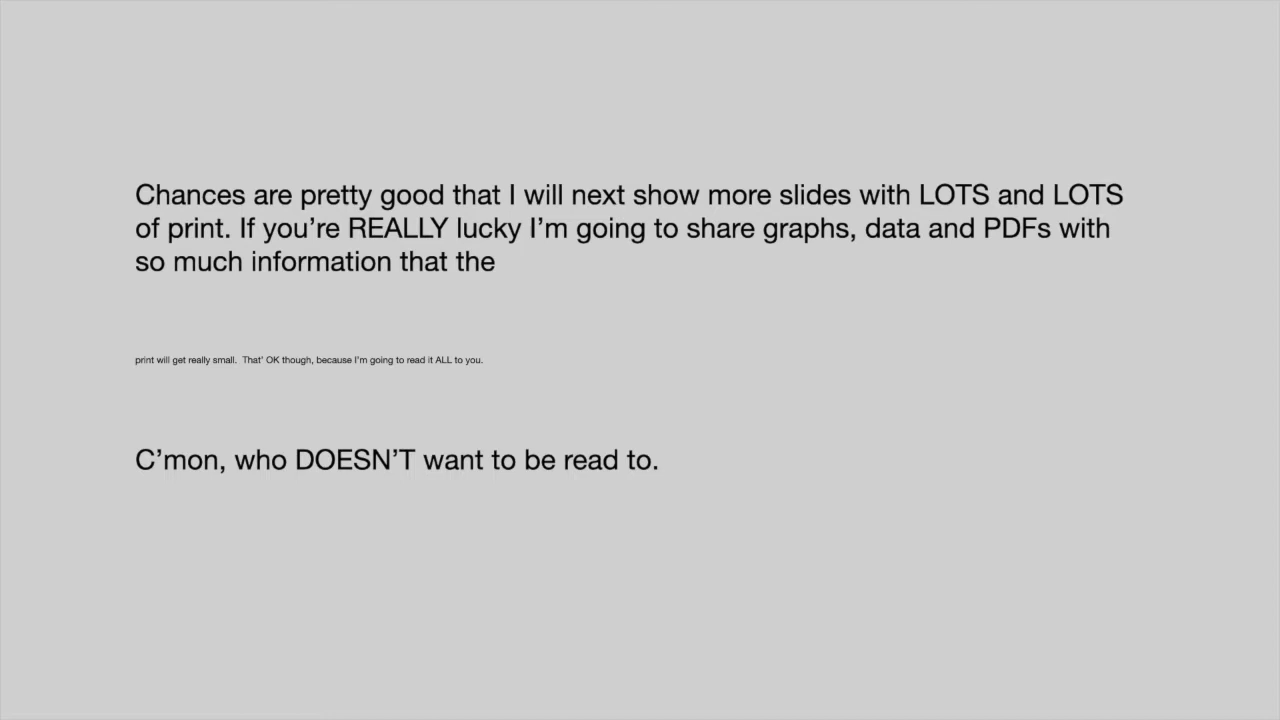 Chances are pretty good that I will next show more slides with LOTS and LOTS
of print. If you’re REALLY lucky I’m going to share graphs, data and PDFs with
so much information that the
print will get really small.  That’ OK though, because I’m going to read it ALL to you.
C’mon, who DOESN’T want to be read to.